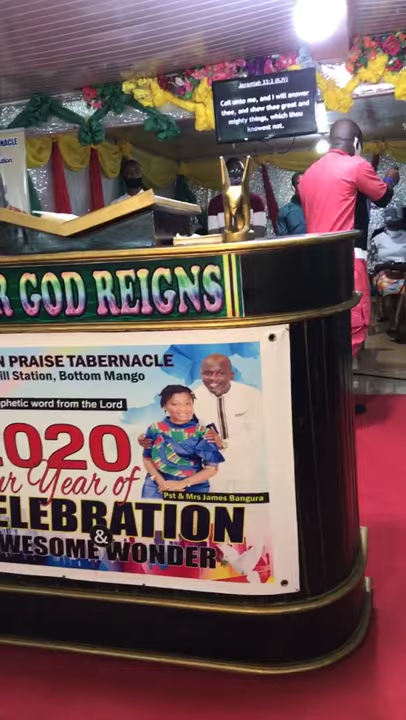 Jeremiah 33:3 (KJV)
Call unto me, and I will answer
thee, and shew thee great and
mighty things, which thou
knowest not.
NACLE
R GOD REIGNS
N PRAISE TABERNACLE
ill Station, Bottom Mango
phetic word from the Lord
2020
ur Year of
ELEBRATION
&
WESOME WONDER
Pst & Mrs James Bangura